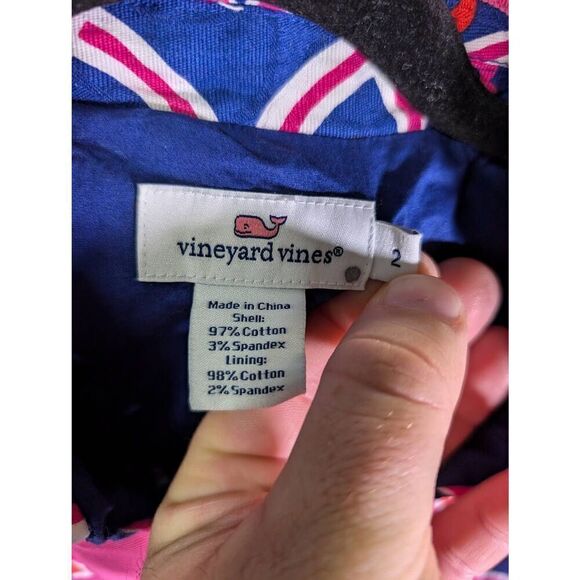 vineyard vines®
2
Made in China
Shell:
97% Cotton
3% Spandex
Lining:
98% Cotton
2% Spandex